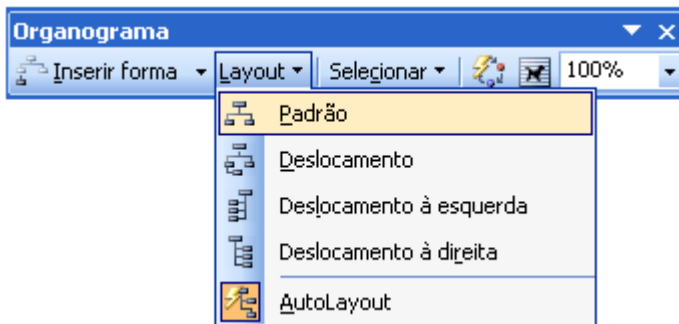 Organograma
Inserir forma Layout Selecionar 100%
Padrão
Deslocamento
Deslocamento à esquerda
Deslocamento à direita
AutoLayout